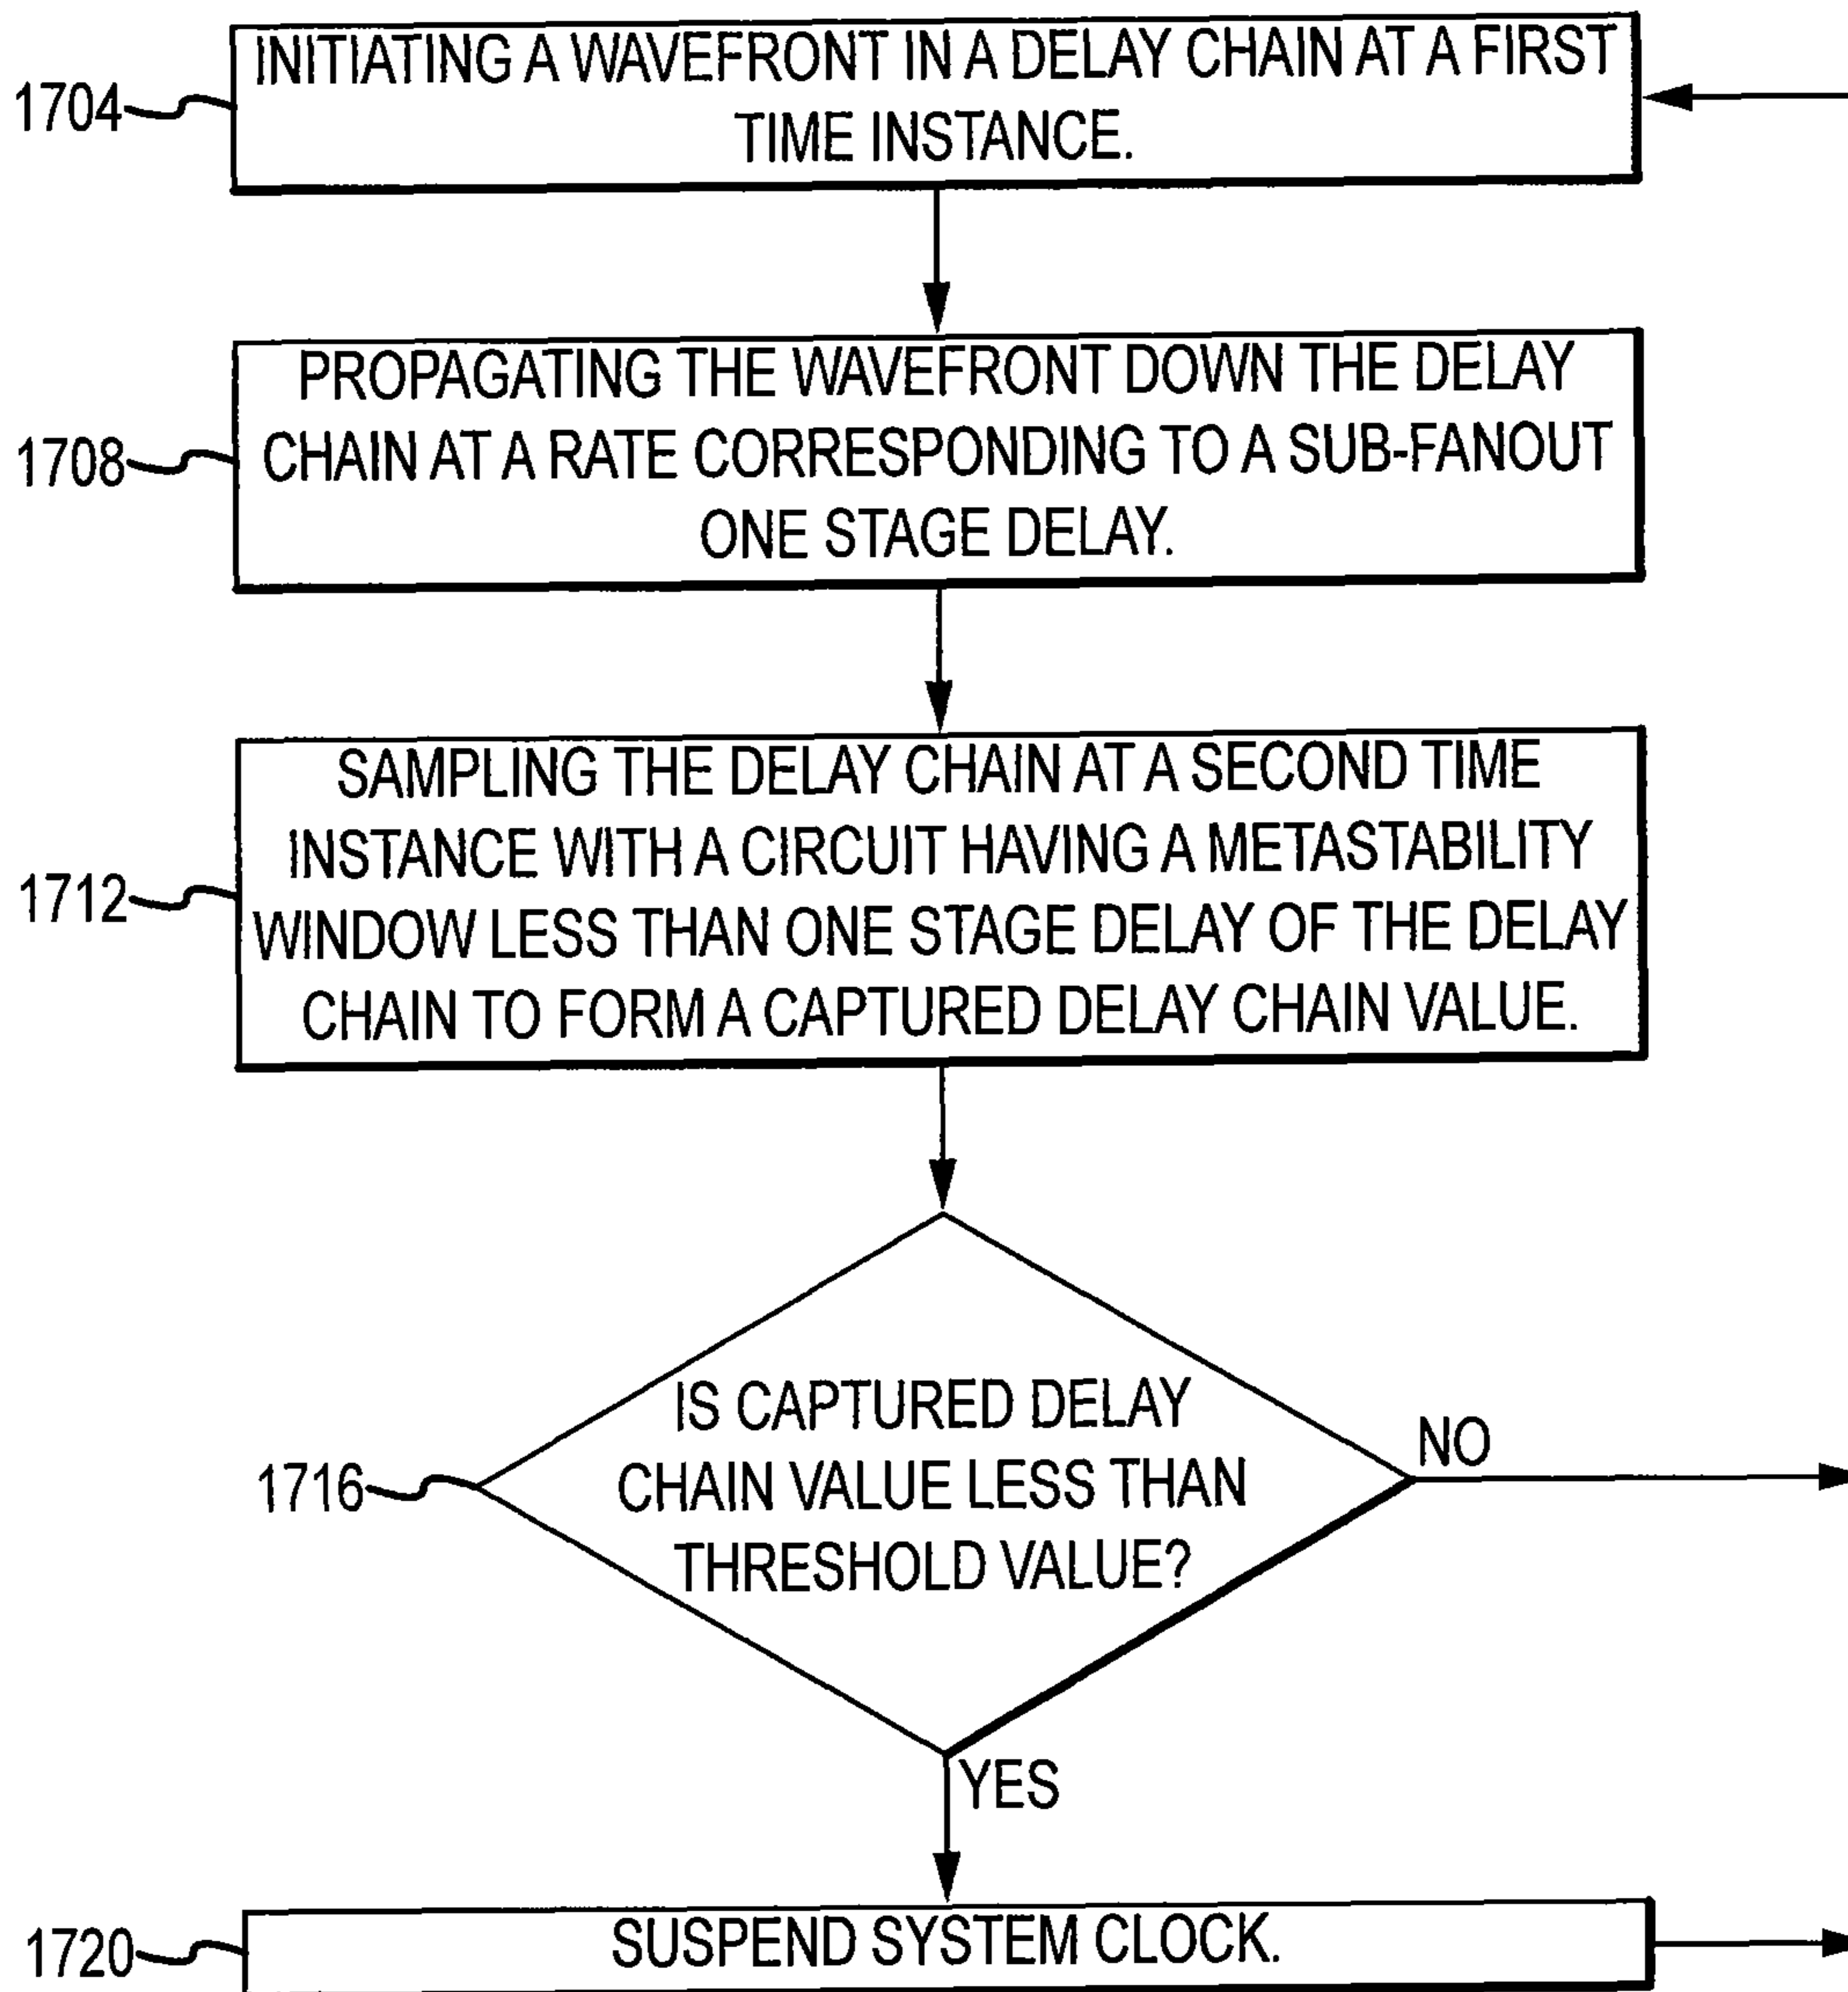 1704
INITIATING A WAVEFRONT IN A DELAY CHAIN AT A FIRST
TIME INSTANCE.
1708
PROPAGATING THE WAVEFRONT DOWN THE DELAY
CHAIN AT A RATE CORRESPONDING TO A SUB-FANOUT
ONE STAGE DELAY.
1712
SAMPLING THE DELAY CHAIN AT A SECOND TIME
INSTANCE WITH A CIRCUIT HAVING A METASTABILITY
WINDOW LESS THAN ONE STAGE DELAY OF THE DELAY
CHAIN TO FORM A CAPTURED DELAY CHAIN VALUE.
1716
IS CAPTURED DELAY
CHAIN VALUE LESS THAN
THRESHOLD VALUE?
NO
YES
1720
SUSPEND SYSTEM CLOCK.